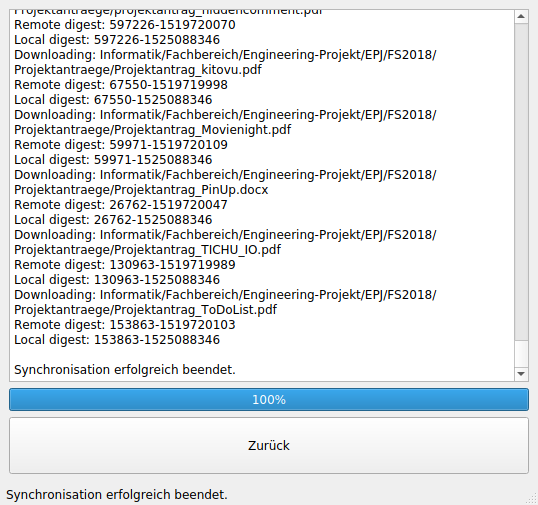 Projektantraege/Projektantrag_hiddencomment.pdf
Remote digest: 597226-1519720070
Local digest: 597226-1525088346
Downloading: Informatik/Fachbereich/Engineering-Projekt/EPJ/FS2018/
Projektantraege/Projektantrag_kitovu.pdf
Remote digest: 67550-1519719998
Local digest: 67550-1525088346
Downloading: Informatik/Fachbereich/Engineering-Projekt/EPJ/FS2018/
Projektantraege/Projektantrag_Movienight.pdf
Remote digest: 59971-1519720109
Local digest: 59971-1525088346
Downloading: Informatik/Fachbereich/Engineering-Projekt/EPJ/FS2018/
Projektantraege/Projektantrag_PinUp.docx
Remote digest: 26762-1519720047
Local digest: 26762-1525088346
Downloading: Informatik/Fachbereich/Engineering-Projekt/EPJ/FS2018/
Projektantraege/Projektantrag_TICHU_IO.pdf
Remote digest: 130963-1519719989
Local digest: 130963-1525088346
Downloading: Informatik/Fachbereich/Engineering-Projekt/EPJ/FS2018/
Projektantraege/Projektantrag_ToDoList.pdf
Remote digest: 153863-1519720103
Local digest: 153863-1525088346
Synchronisation erfolgreich beendet.
100%
Zurück
Synchronisation erfolgreich beendet.